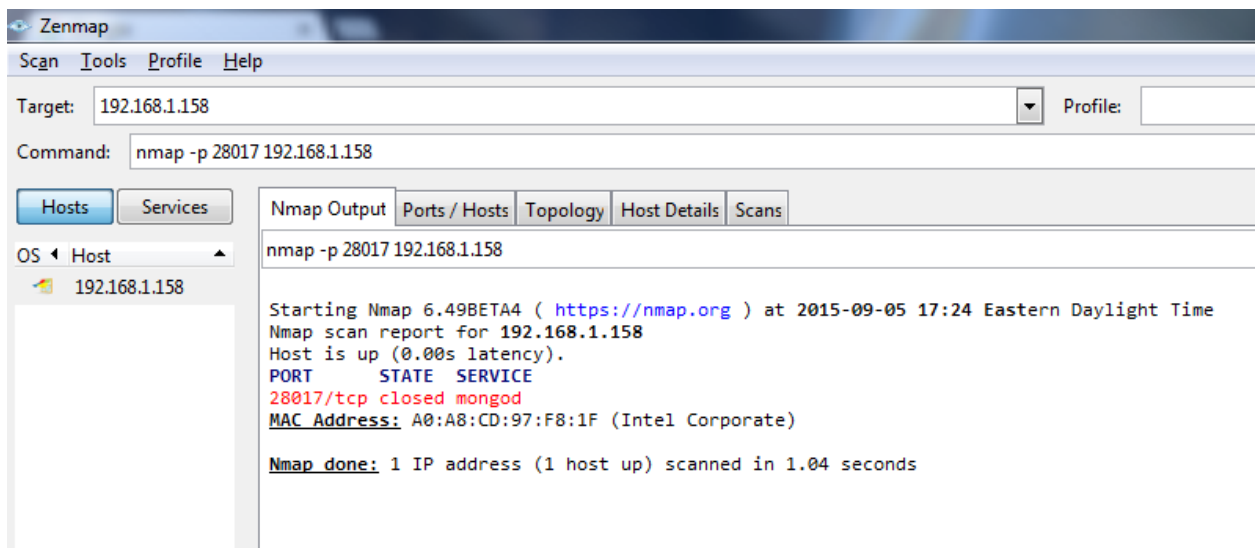 Zenmap
Scan Tools Profile Help
Target: 192.168.1.158 Profile:
Command: nmap -p 28017 192.168.1.158
Hosts Services
Nmap Output Ports / Hosts Topology Host Details Scans
OS Host
nmap -p 28017 192.168.1.158
192.168.1.158
Starting Nmap 6.49BETA4 ( https://nmap.org ) at 2015-09-05 17:24 Eastern Daylight Time
Nmap scan report for 192.168.1.158
Host is up (0.00s latency).
PORT STATE SERVICE
28017/tcp closed mongod
MAC Address: A0:A8:CD:97:F8:1F (Intel Corporate)
Nmap done: 1 IP address (1 host up) scanned in 1.04 seconds